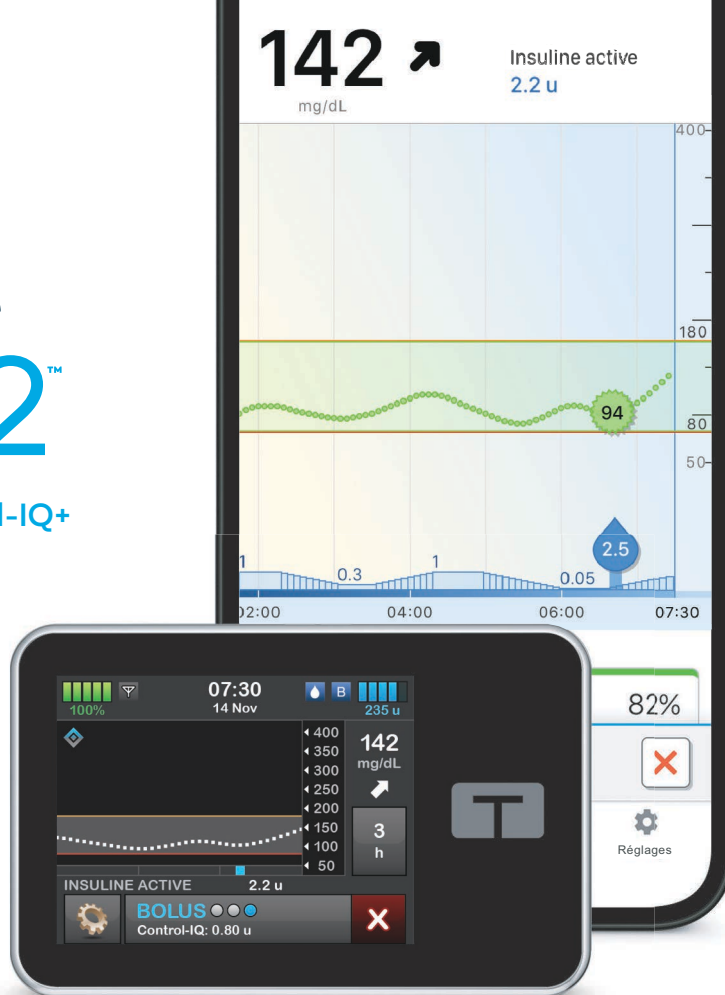 142
Insuline active
2.2 u
mg/dL
400
2™
180
94
80
50
l-IQ+
2.5
1
0.3
1
0.05
02:00 04:00 06:00 07:30
82%
Réglages
07:30
14 Nov
B
100%
235 u
400
350
300
250
200
150
100
50
142
mg/dL
3
h
INSULINE ACTIVE 2.2 u
BOLUS
Control-IQ: 0.80 u
T